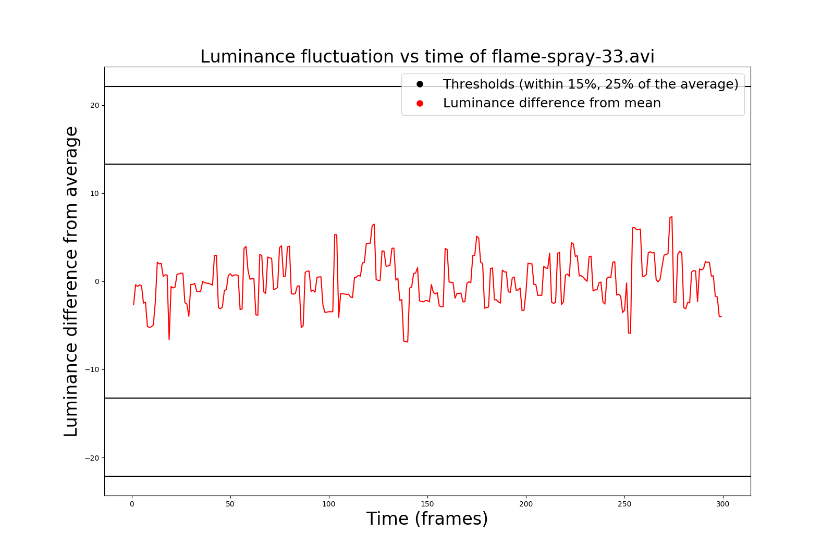 Luminance fluctuation vs time of flame-spray-33.avi
Thresholds (within 15%, 25% of the average)
Luminance difference from mean
Luminance difference from average
20
10
0
−10
−20
0
50
100
150
200
250
300
Time (frames)